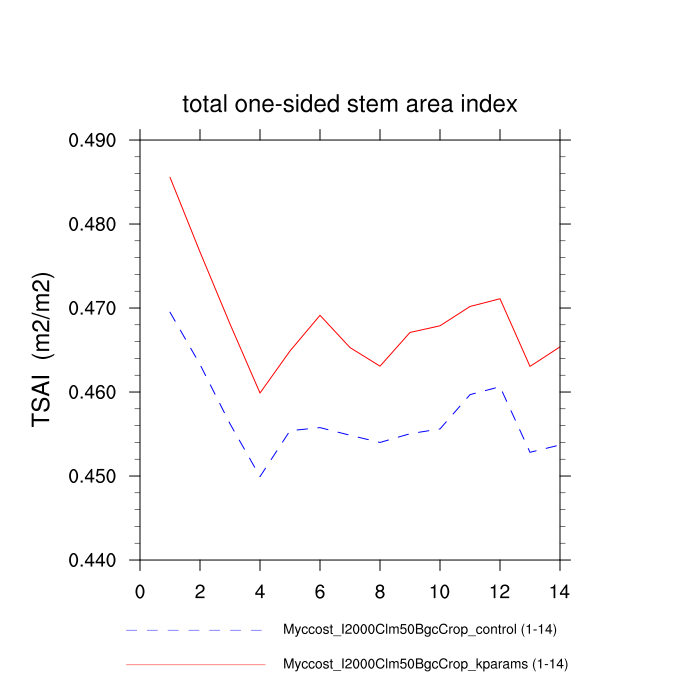 total one-sided stem area index
0.490
0.480
0.470
0.460
0.450
0.440
TSAI (m2/m2)
0 2 4 6 8 10 12 14
Myccost_I2000Clm50BgcCrop_control (1-14)
Myccost_I2000Clm50BgcCrop_kparams (1-14)